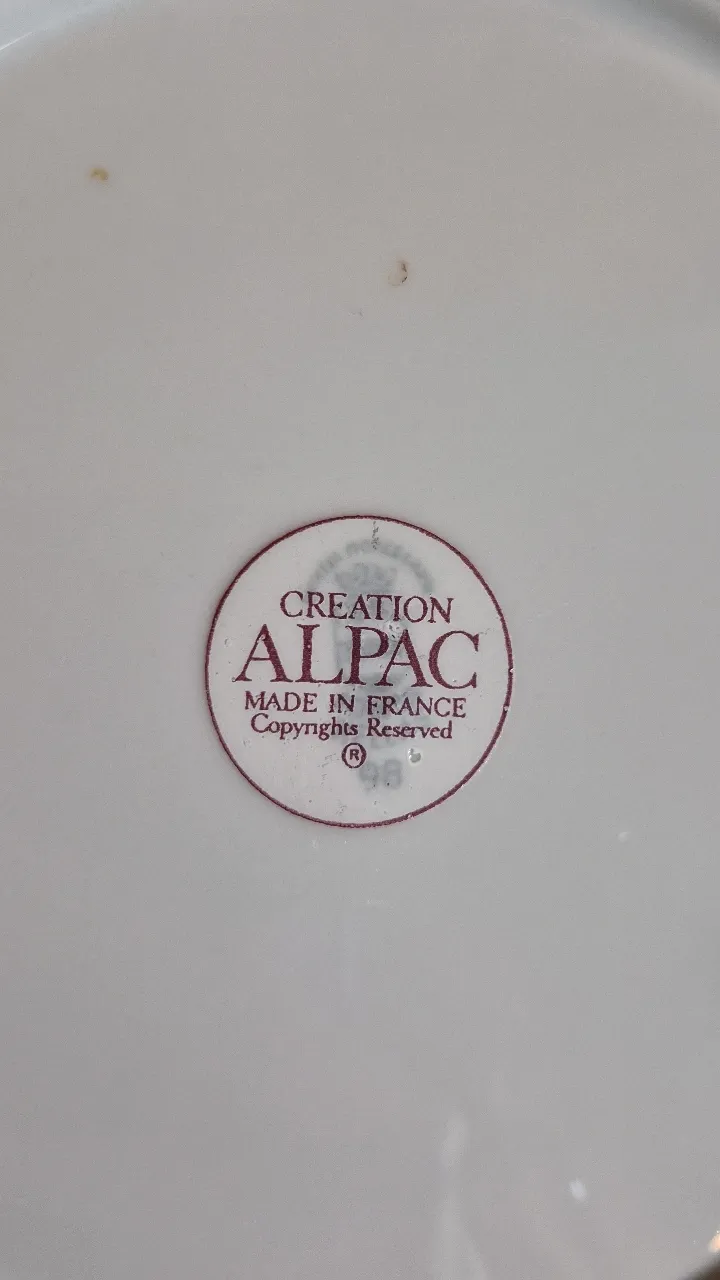 CREATION
ALPAC
MADE IN FRANCE
Copyrights Reserved
®